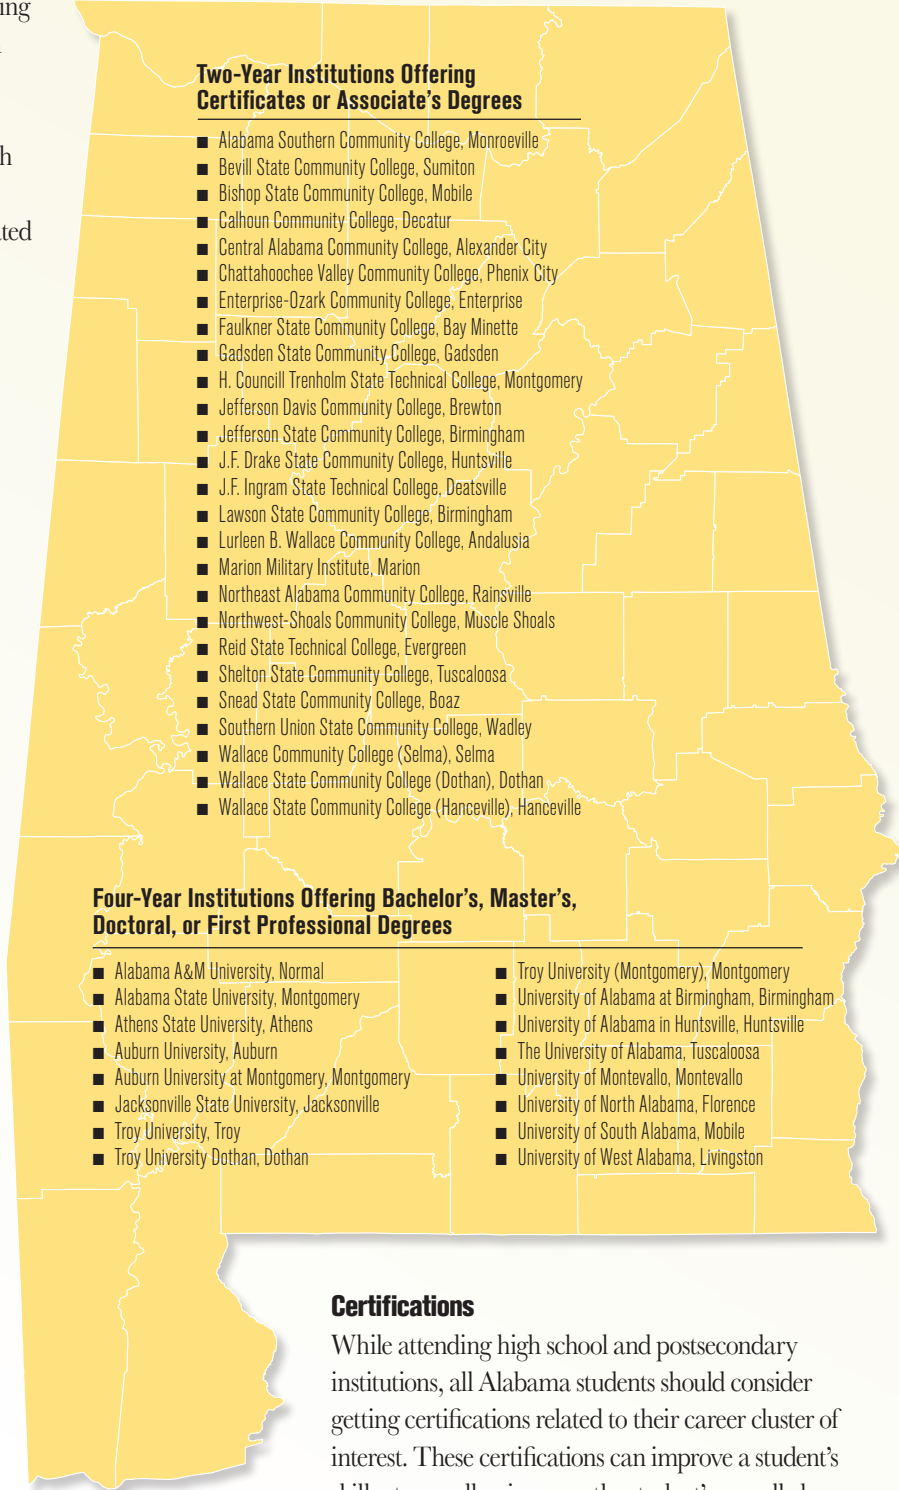 ing
h
ted
Two-Year Institutions Offering
Certificates or Associate's Degrees
■ Alabama Southern Community College, Monroeville
■ Bevill State Community College, Sumiton
■ Bishop State Community College, Mobile
■ Calhoun Community College, Decatur
■ Central Alabama Community College, Alexander City
■ Chattahoochee Valley Community College, Phenix City
■ Enterprise-Ozark Community College, Enterprise
■ Faulkner State Community College, Bay Minette
■ Gadsden State Community College, Gadsden
■ H. Councill Trenholm State Technical College, Montgomery
■ Jefferson Davis Community College, Brewton
■ Jefferson State Community College, Birmingham
■ J.F. Drake State Community College, Huntsville
■ J.F. Ingram State Technical College, Deatsville
■ Lawson State Community College, Birmingham
■ Lurleen B. Wallace Community College, Andalusia
■ Marion Military Institute, Marion
■ Northeast Alabama Community College, Rainsville
■ Northwest-Shoals Community College, Muscle Shoals
■ Reid State Technical College, Evergreen
■ Shelton State Community College, Tuscaloosa
■ Snead State Community College, Boaz
■ Southern Union State Community College, Wadley
■ Wallace Community College (Selma), Selma
■ Wallace State Community College (Dothan), Dothan
■ Wallace State Community College (Hanceville), Hanceville
Four-Year Institutions Offering Bachelor's, Master's,
Doctoral, or First Professional Degrees
■ Alabama A&M University, Normal
■ Alabama State University, Montgomery
■ Athens State University, Athens
■ Auburn University, Auburn
■ Auburn University at Montgomery, Montgomery
■ Jacksonville State University, Jacksonville
■ Troy University, Troy
■ Troy University Dothan, Dothan
■ Troy University (Montgomery), Montgomery
■ University of Alabama at Birmingham, Birmingham
■ University of Alabama in Huntsville, Huntsville
■ The University of Alabama, Tuscaloosa
■ University of Montevallo, Montevallo
■ University of North Alabama, Florence
■ University of South Alabama, Mobile
■ University of West Alabama, Livingston
Certifications
While attending high school and postsecondary
institutions, all Alabama students should consider
getting certifications related to their career cluster of
interest. These certifications can improve a student's